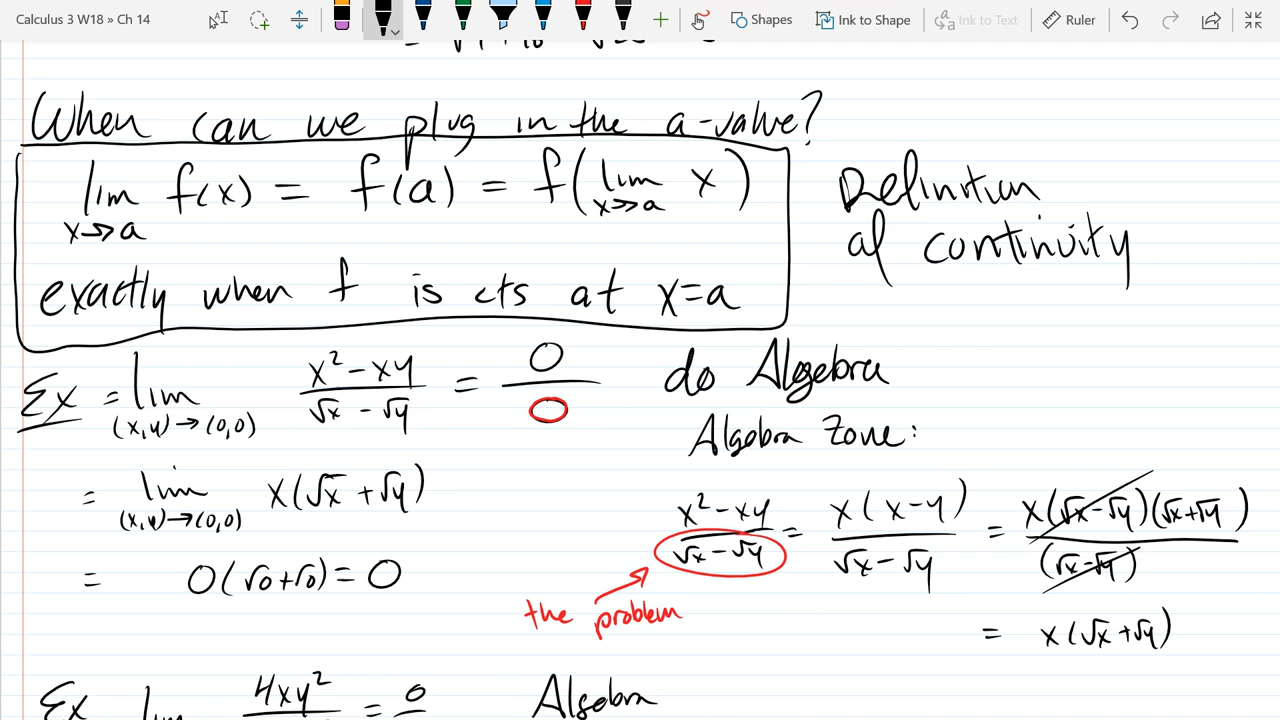 Calculus 3 W18 » Ch 14
Shapes
Ink to Shape
Ink to Text
Ruler
When can we plug in the a-value?
lim x→a f(x) = f(a) = f(lim x→a x)
exactly when f is cts at x=a
Definition
of continuity
Ex = lim (x,y)→(0,0) (x²-xy)/(√x - √y) = 0/0
do Algebra
Algebra Zone:
= lim (x,y)→(0,0) x(√x + √y)
= 0(√0+√0) = 0
(x²-xy)/(√x - √y) = x(x-y)/(√x - √y) = x(√x-√y)(√x+√y)/(√x-√y)
the problem
= x(√x + √y)
Ex lim 4xy² = 0
Algebra